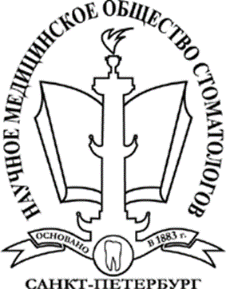 НАУЧНОЕ МЕДИЦИНСКОЕ ОБЩЕСТВО СТОМАТОЛОГОВ
ОСНОВАНО В 1883 г.
САНКТ-ПЕТЕРБУРГ